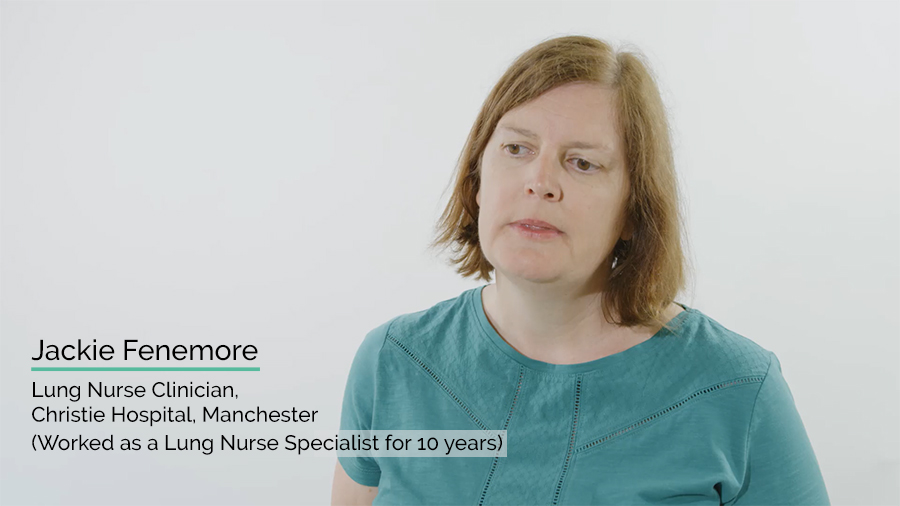 Jackie Fenemore
Lung Nurse Clinician,
Christie Hospital, Manchester
(Worked as a Lung Nurse Specialist for 10 years)